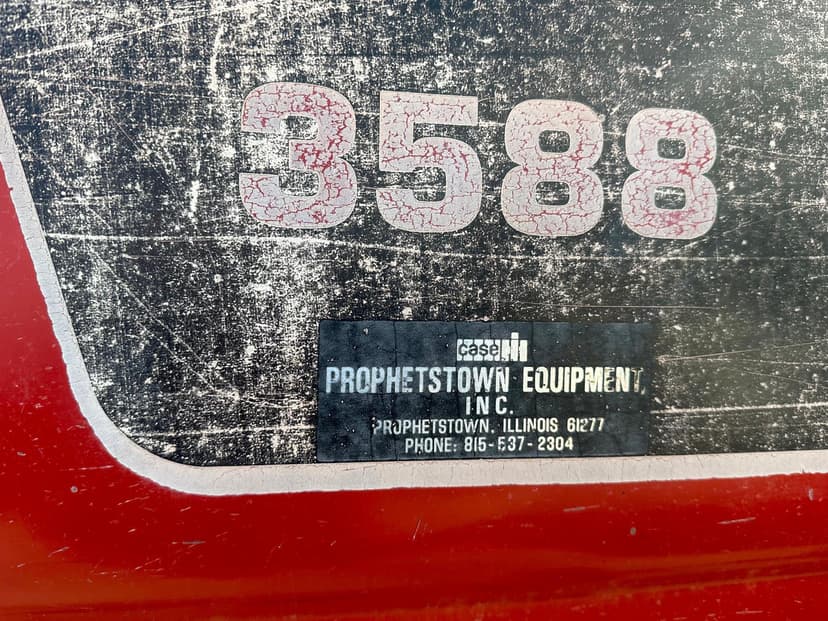 3588
case IH
PROPHETSTOWN EQUIPMENT,
INC.
PROPHETSTOWN, ILLINOIS 61277
PHONE: 815-537-2304